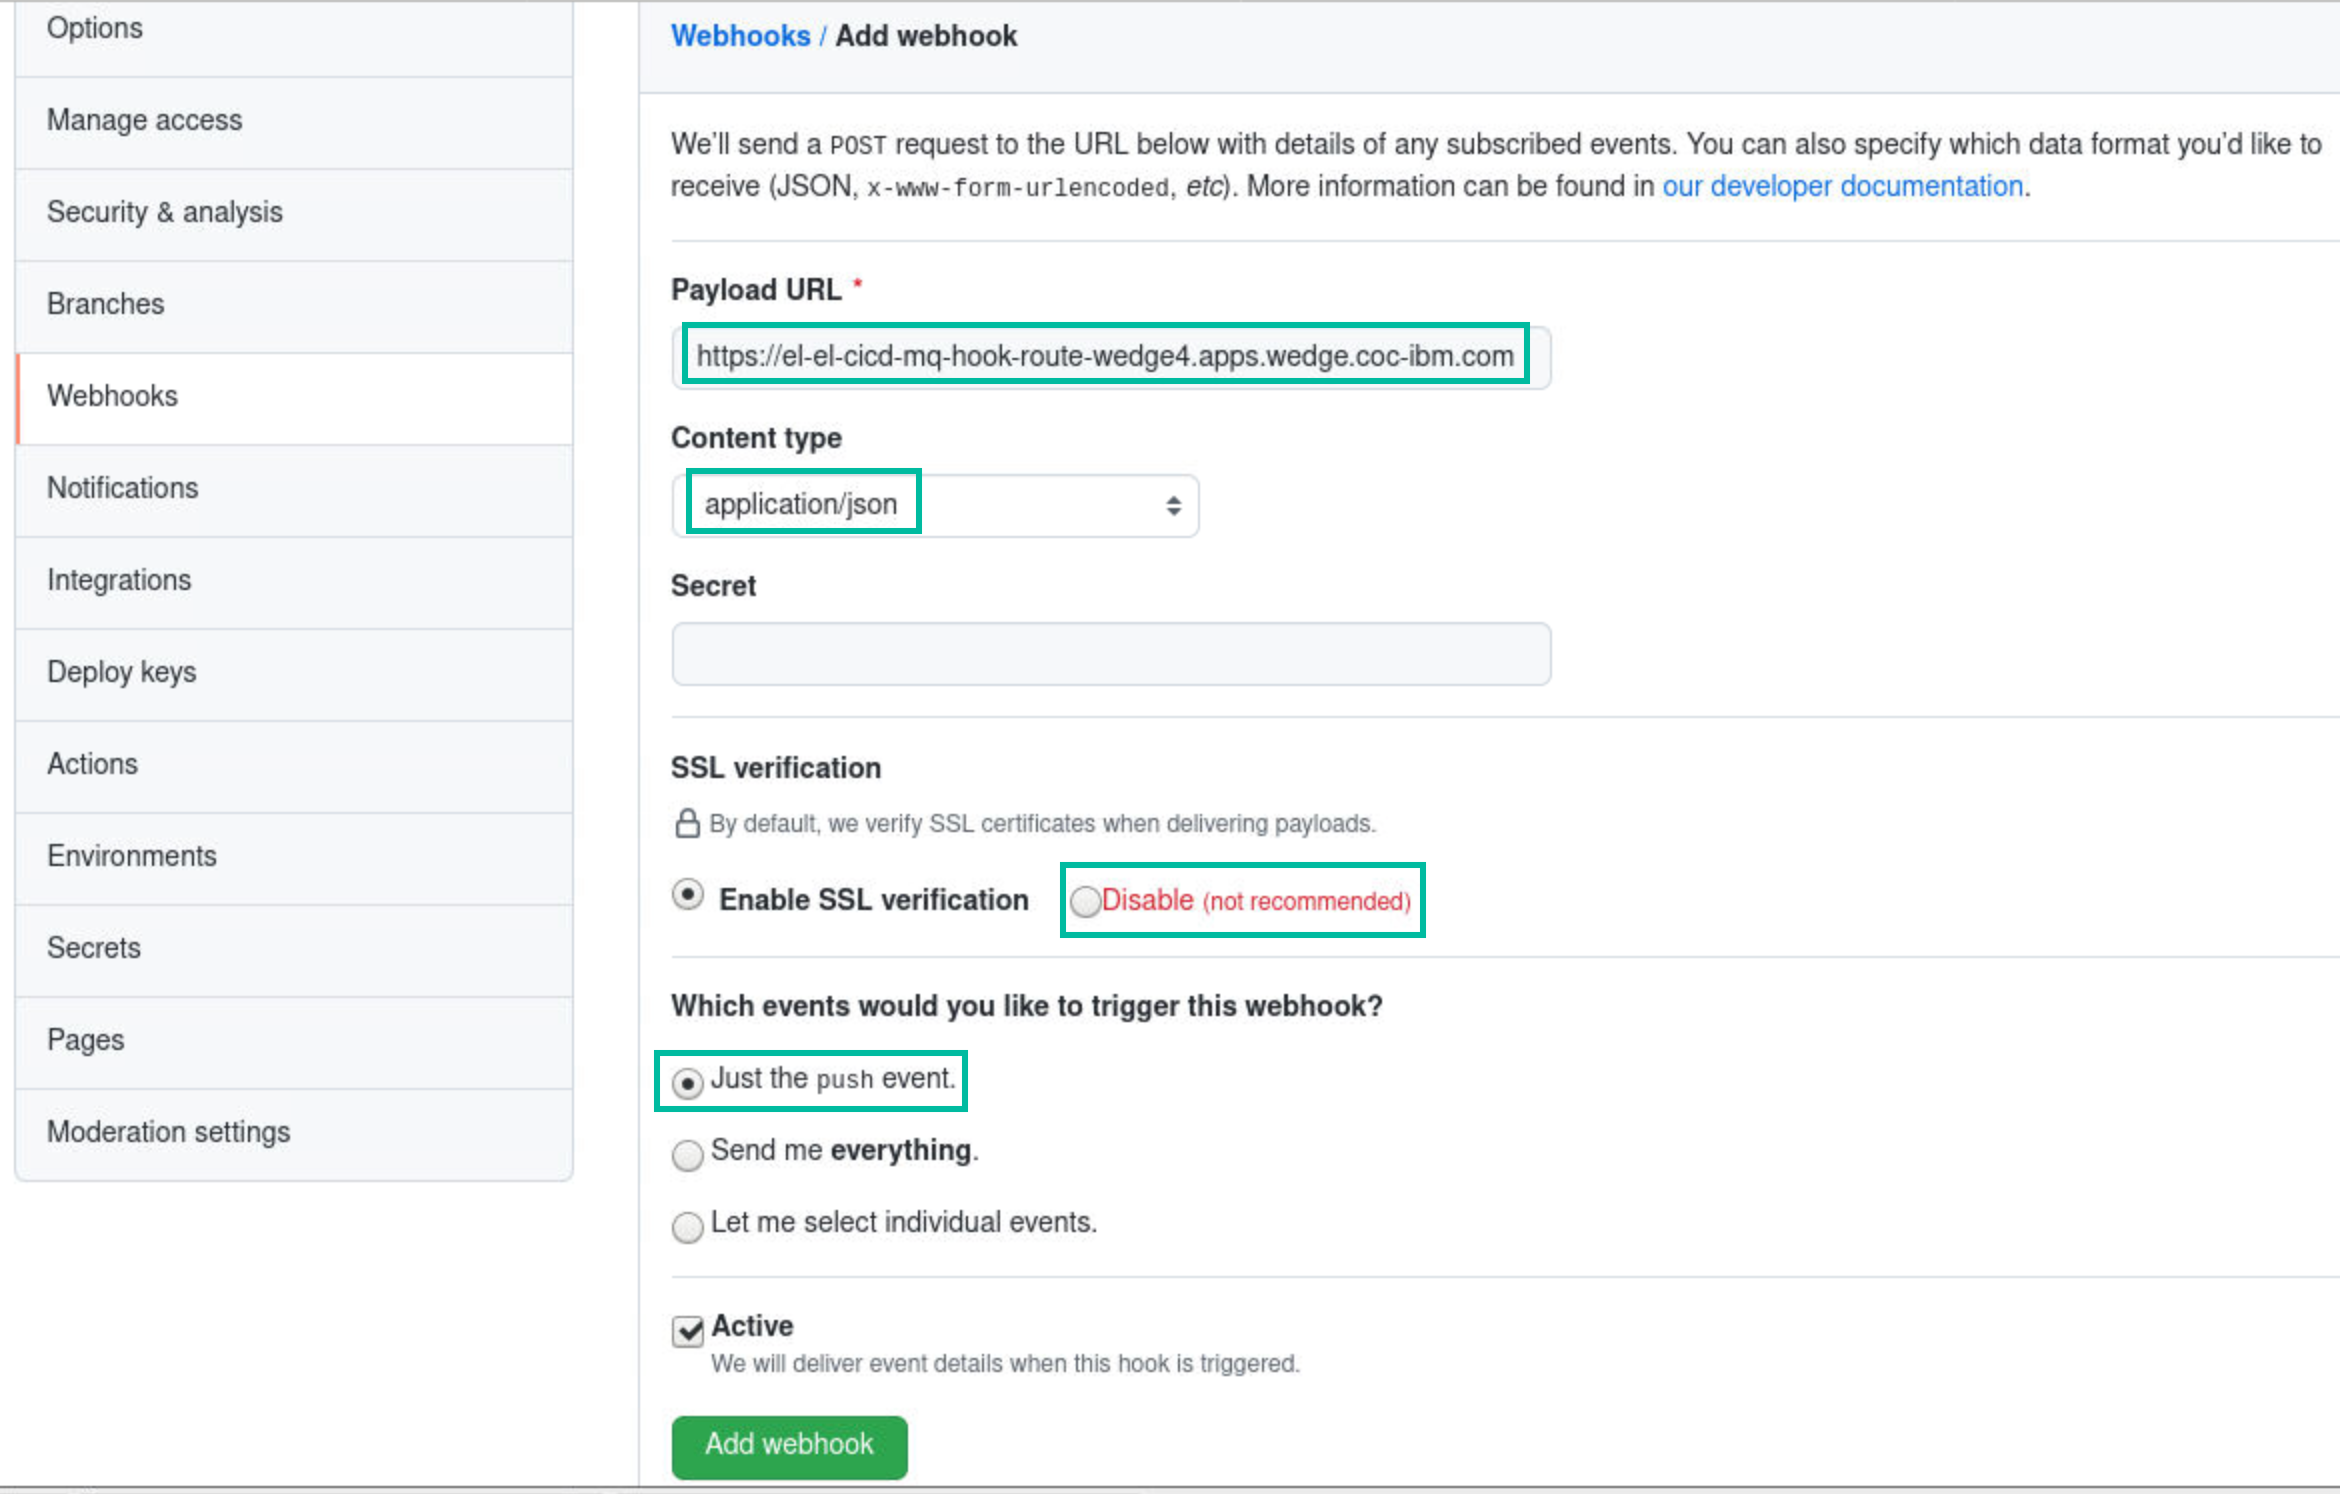 Options
Manage access
Security & analysis
Branches
Webhooks
Notifications
Integrations
Deploy keys
Actions
Environments
Secrets
Pages
Moderation settings
Webhooks / Add webhook
We'll send a POST request to the URL below with details of any subscribed events. You can also specify which data format you'd like to
receive (JSON, x-www-form-urlencoded, etc). More information can be found in our developer documentation.
Payload URL *
https://el-el-cicd-mq-hook-route-wedge4.apps.wedge.coc-ibm.com
Content type
application/json
Secret
SSL verification
By default, we verify SSL certificates when delivering payloads.
Enable SSL verification Disable (not recommended)
Which events would you like to trigger this webhook?
Just the push event.
Send me everything.
Let me select individual events.
Active
We will deliver event details when this hook is triggered.
Add webhook